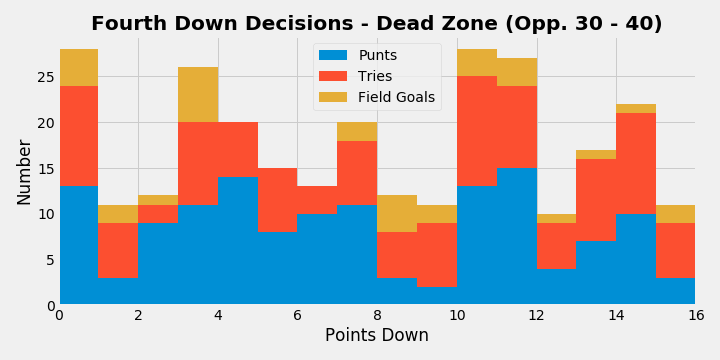 Fourth Down Decisions - Dead Zone (Opp. 30 - 40)
Punts
Tries
Field Goals
Number
25
20
15
10
5
0
0 2 4 6 8 10 12 14 16
Points Down